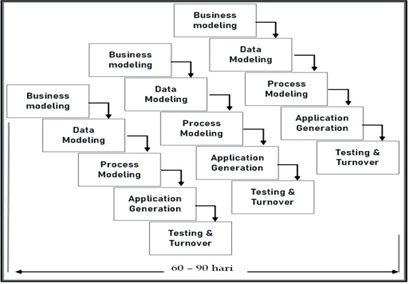 Business
modeling
Data
Modeling
Process
Modeling
Application
Generation
Testing &
Turnover
Business
modeling
Data
Modeling
Process
Modeling
Application
Generation
Testing &
Turnover
Business
modeling
Data
Modeling
Process
Modeling
Application
Generation
Testing &
Turnover
60 – 90 hari